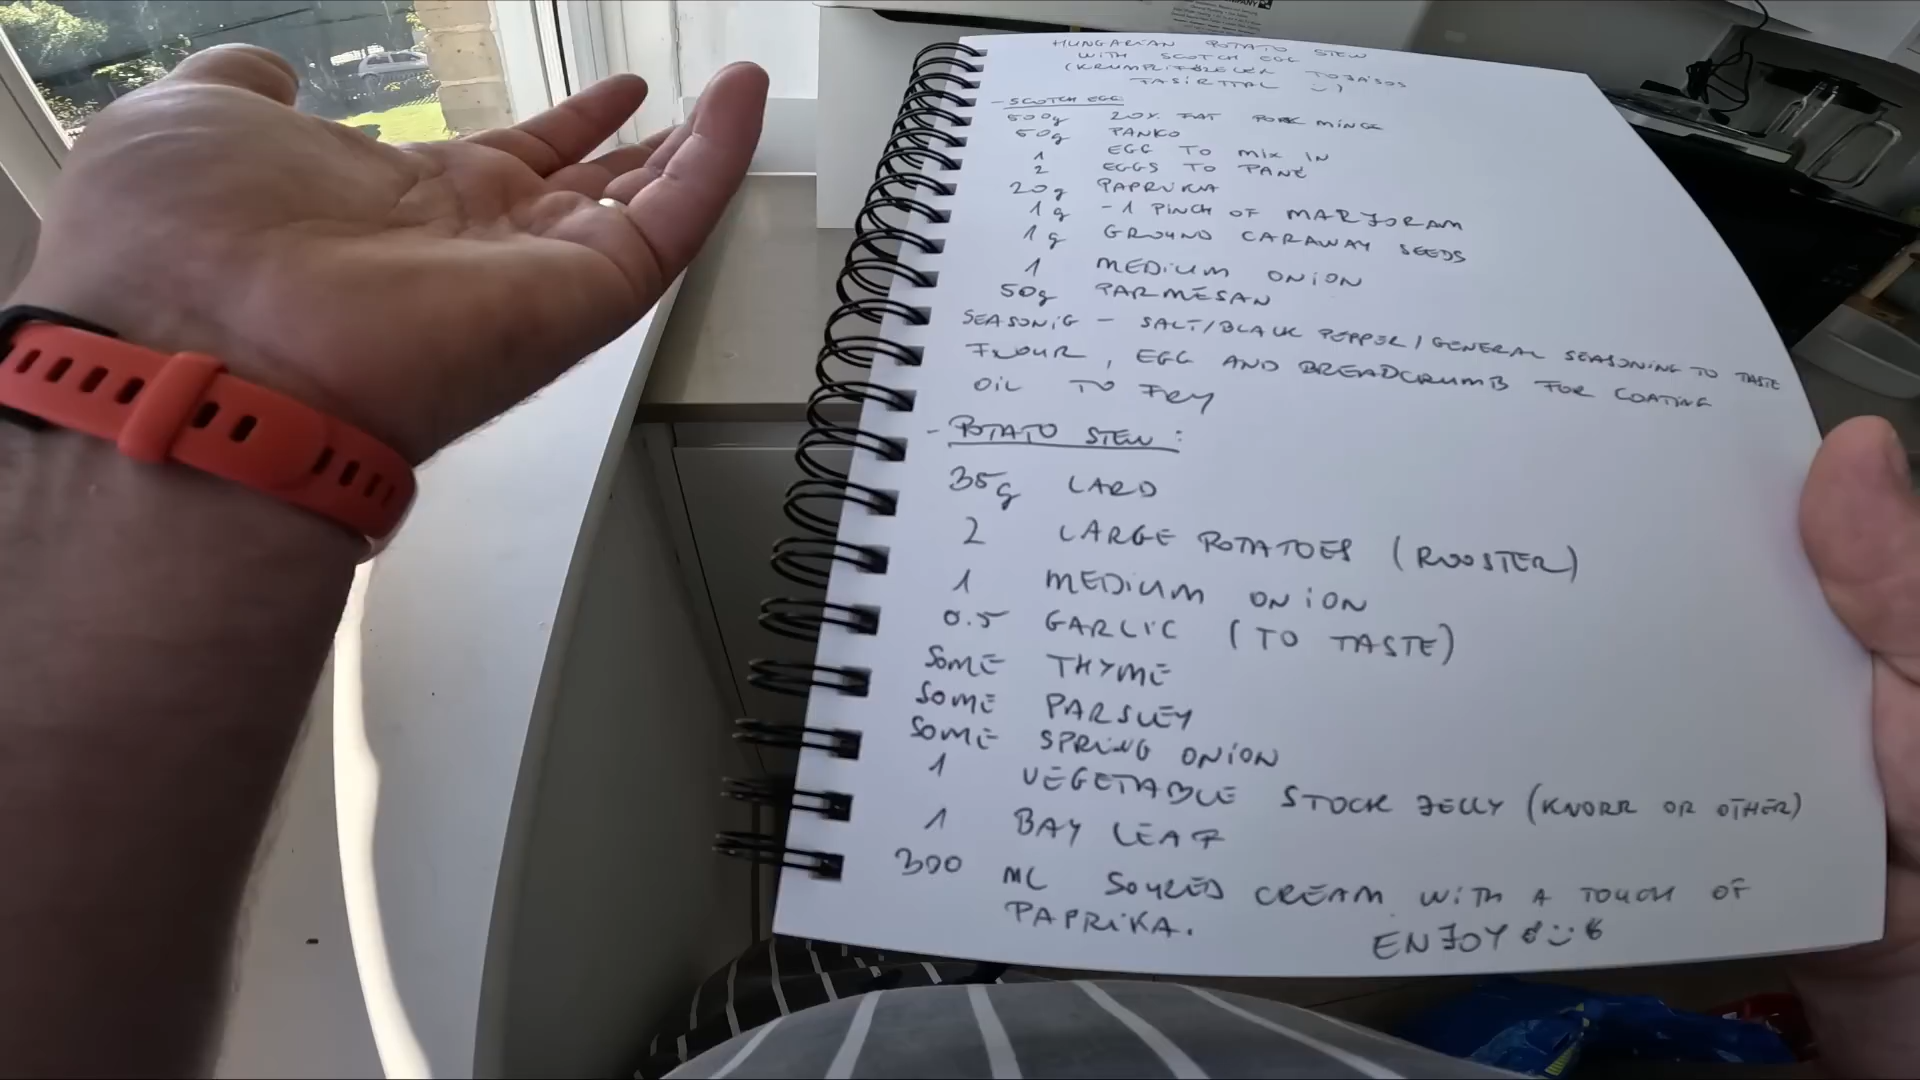 HUNGARIAN POTATO STEW
WITH SCOTCH EGG
(KRUMPLIFŐZELÉK TOJÁSOS
FASÍRTTAL :)
- SCOTCH EGG
500g 20% FAT PORK MINCE
50g PANKO
1 EGG TO MIX IN
2 EGGS TO PANÉ
20g PAPRIKA
1g - 1 PINCH OF MARJORAM
1g GROUND CARAWAY SEEDS
1 MEDIUM ONION
50g PARMESAN
SEASONIG - SALT/BLACK PEPPER/GENERAL SEASONING TO TASTE
FLOUR, EGG AND BREADCRUMB FOR COATING
OIL TO FRY
- POTATO STEW:
35g LARD
2 LARGE POTATOES (ROOSTER)
1 MEDIUM ONION
0.5 GARLIC (TO TASTE)
SOME THYME
SOME PARSLEY
SOME SPRING ONION
1 VEGETABLE STOCK JELLY (KNORR OR OTHER)
1 BAY LEAF
300 ML SOURED CREAM WITH A TOUCH OF
PAPRIKA.
ENJOY